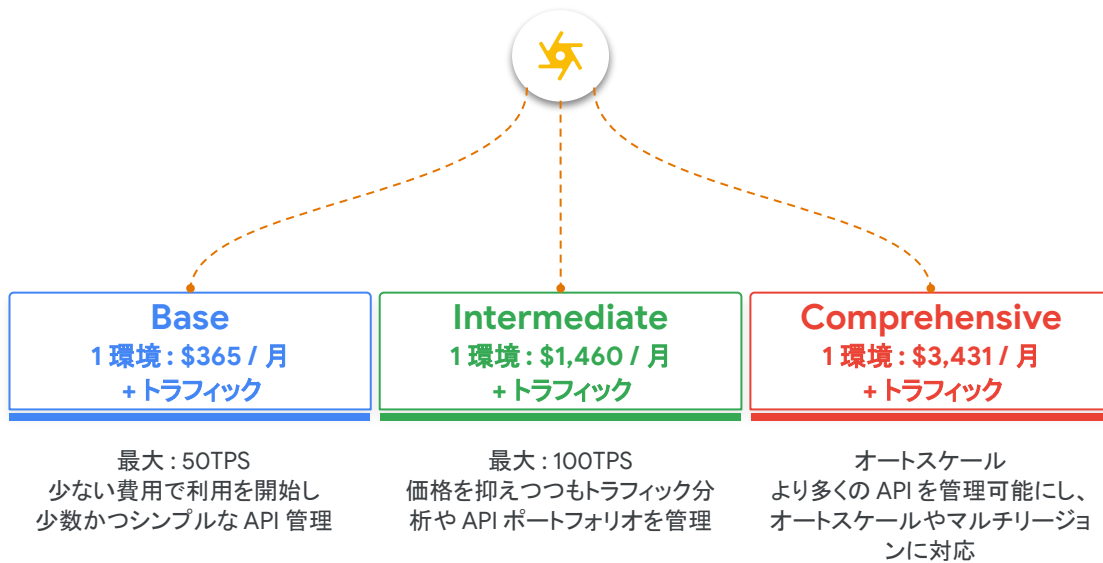 Base
1 環境 : $365 / 月
+ トラフィック
最大 : 50TPS
少ない費用で利用を開始し
少数かつシンプルな API 管理
Intermediate
1 環境 : $1,460 / 月
+ トラフィック
最大 : 100TPS
価格を抑えつつもトラフィック分
析や API ポートフォリオを管理
Comprehensive
1 環境 : $3,431 / 月
+ トラフィック
オートスケール
より多くの API を管理可能にし、
オートスケールやマルチリージョ
ンに対応